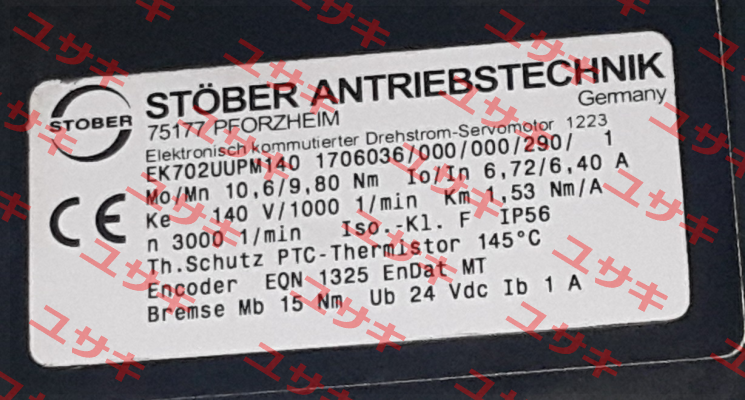 STÖBER
STÖBER ANTRIEBSTECHNIK
75177 PFORZHEIM Germany
Elektronisch kommutierter Drehstrom-Servomotor 1223
EK702UUPM140 1706036/000/000/290/ 1
Mo/Mn 10,6/9,80 Nm Io/In 6,72/6,40 A
Ke 140 V/1000 1/min Km 1,53 Nm/A
n 3000 1/min Iso.-Kl. F IP56
Th.Schutz PTC-Thermistor 145°C
Encoder EQN 1325 EnDat MT
Bremse Mb 15 Nm Ub 24 Vdc Ib 1 A
CE
ユサキ